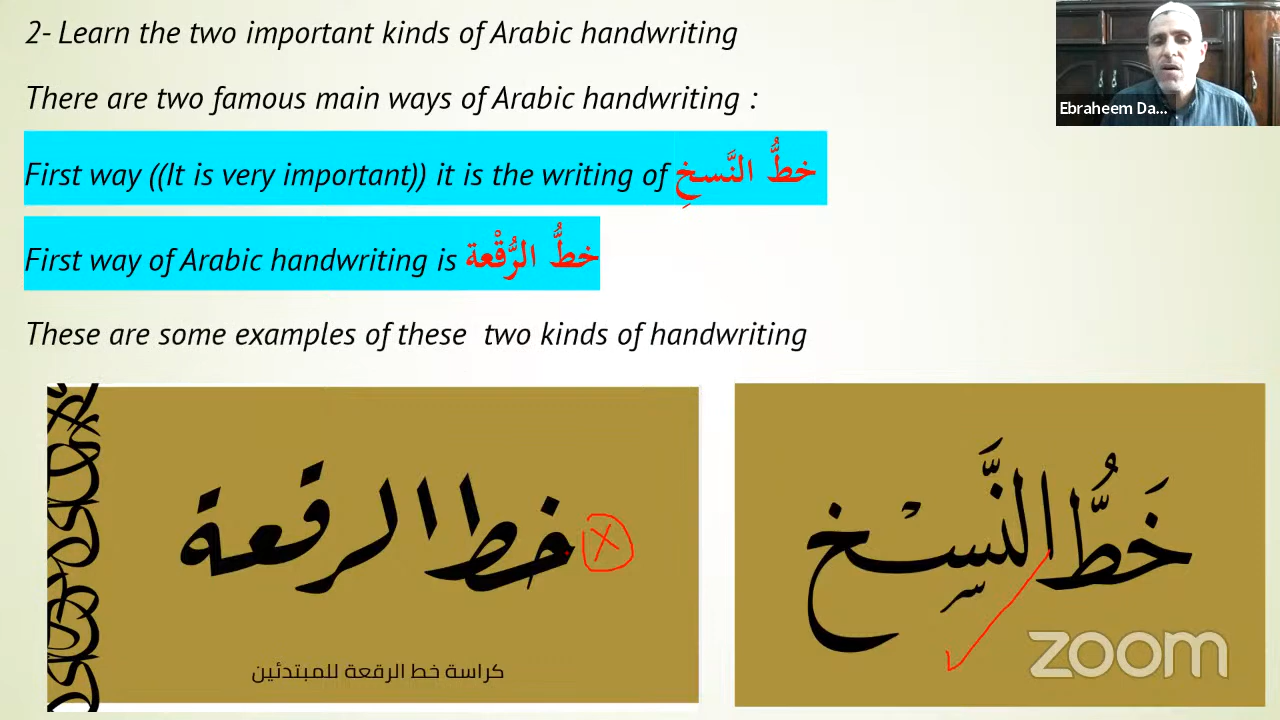 2- Learn the two important kinds of Arabic handwriting
Ebraheem Da...
There are two famous main ways of Arabic handwriting :
First way ((It is very important)) it is the writing of خطُّ النَّسخِ
First way of Arabic handwriting is خطُّ الرُّقْعة
These are some examples of these two kinds of handwriting
خط الرقعة
كراسة خط الرقعة للمبتدئين
خَطُّ النَّسْخ
zoom